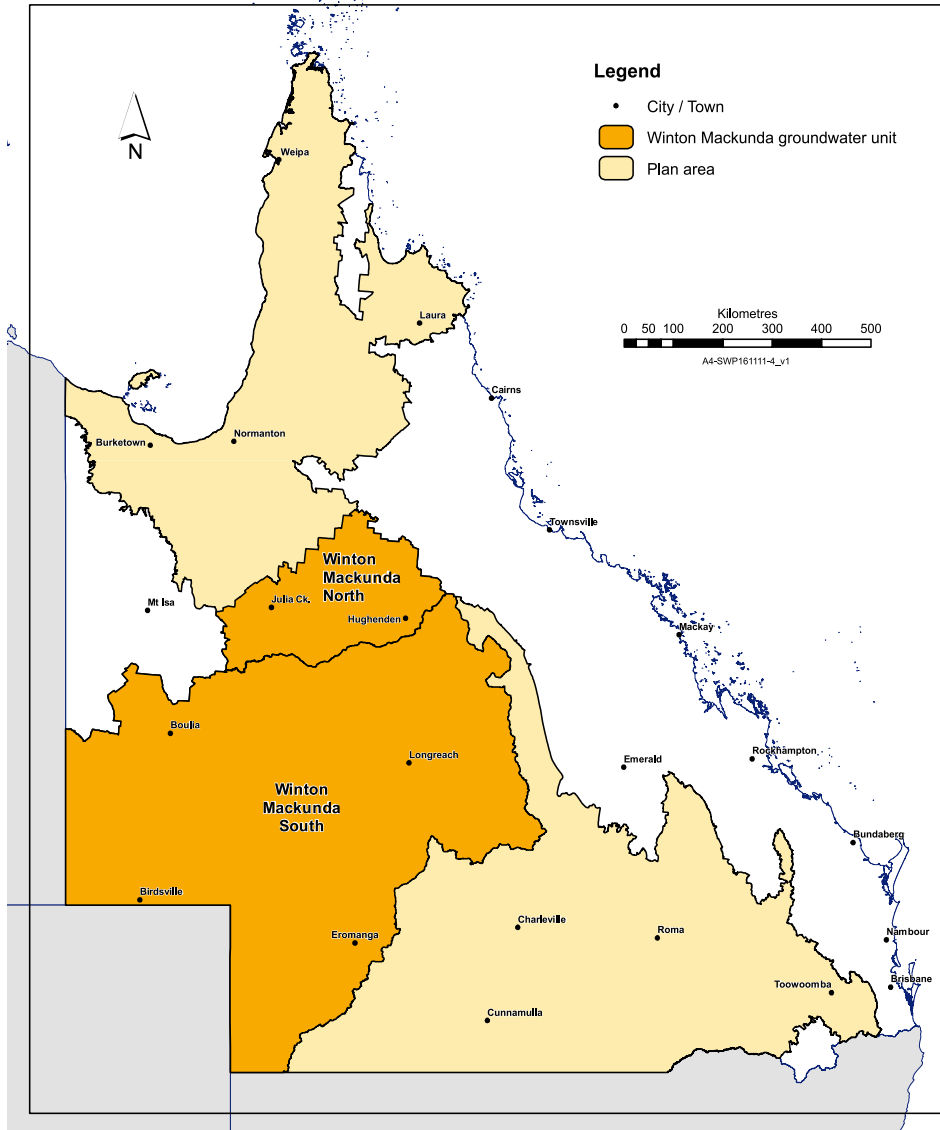 Legend
City / Town
Winton Mackunda groundwater unit
Plan area
N
Weipa
Kilometres
0 50 100 200 300 400 500
A4-SWP161111-4_v1
Laura
Cairns
Burketown
Normanton
Townsville
Winton
Mackunda
North
Mt Isa
Julia Ck.
Hughenden
Mackay
Boulia
Longreach
Emerald
Rockhampton
Winton
Mackunda
South
Bundaberg
Birdsville
Charleville
Roma
Eromanga
Nambour
Toowoomba
Brisbane
Cunnamulla